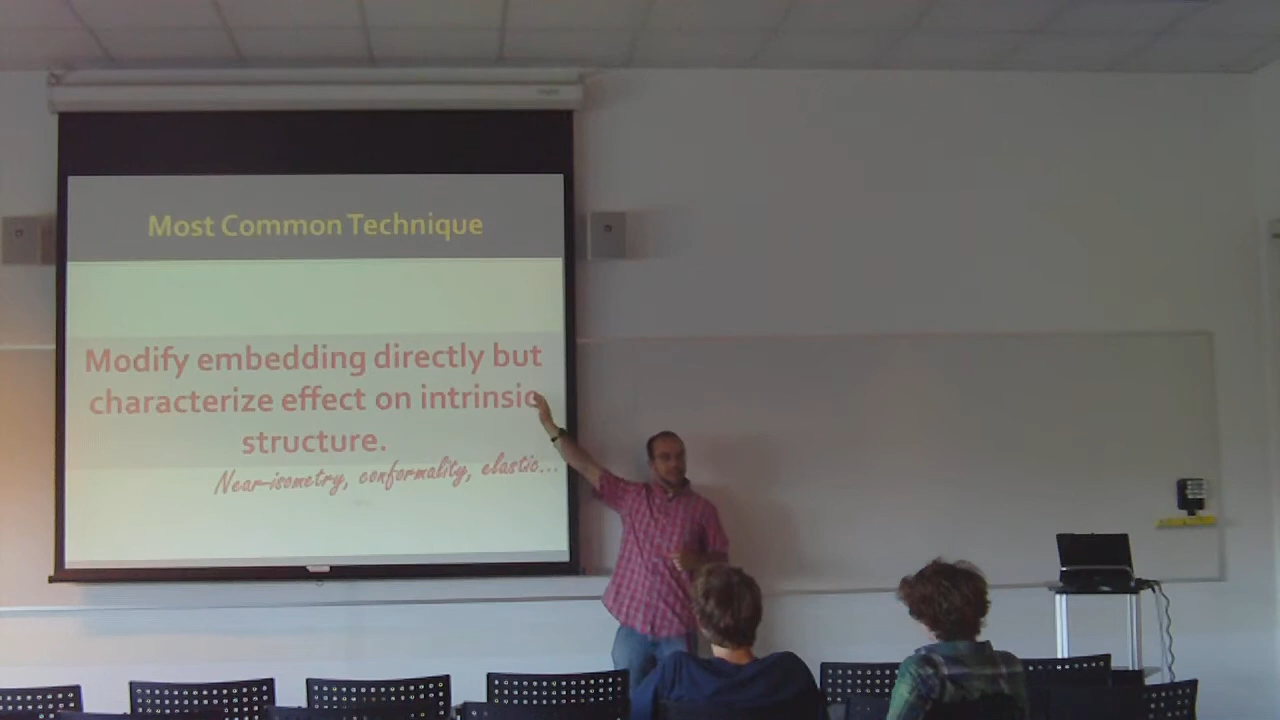 Most Common Technique
Modify embedding directly but
characterize effect on intrinsic
structure.
Near-isometry, conformality, elastic...